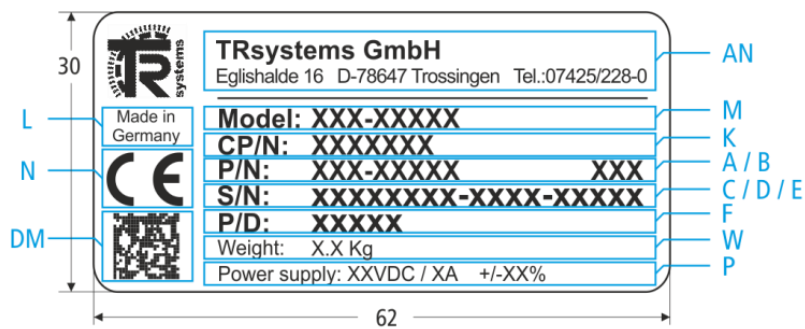 30
TR
systems
TRsystems GmbH
Eglishalde 16 D-78647 Trossingen Tel.:07425/228-0
AN
L
Made in
Germany
Model: XXX-XXXXX
M
CP/N: XXXXXXX
K
N
CE
P/N: XXX-XXXXX XXX
A / B
S/N: XXXXXXXX-XXXX-XXXXX
C / D / E
P/D: XXXXX
F
DM
Weight: X.X Kg
W
Power supply: XXVDC / XA +/-XX%
P
62